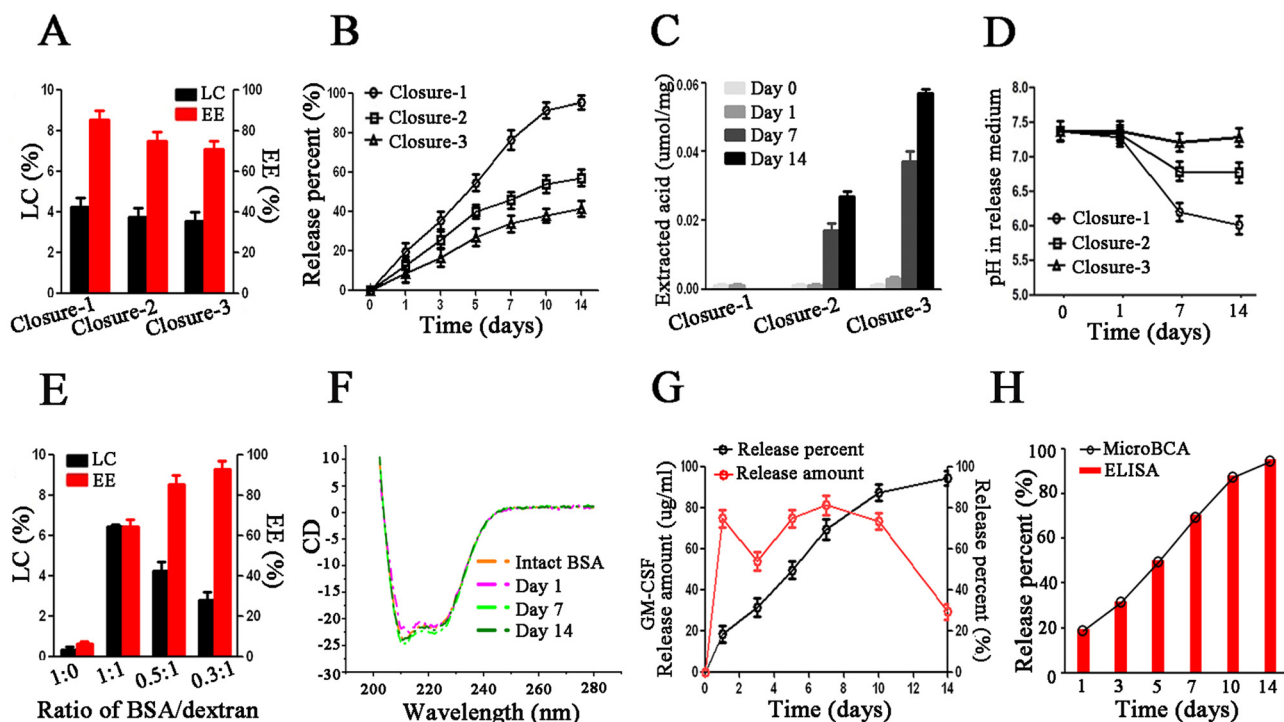 A
LC
EE
10
8
6
4
2
0
LC (%)
100
80
60
40
20
0
EE (%)
Closure-1
Closure-2
Closure-3
B
Closure-1
Closure-2
Closure-3
100
80
60
40
20
0
Release percent (%)
0 1 3 5 7 10 14
Time (days)
C
Day 0
Day 1
Day 7
Day 14
0.06
0.04
0.02
0.00
Extracted acid (umol/mg)
Closure-1
Closure-2
Closure-3
D
8.0
7.5
7.0
6.5
6.0
5.5
5.0
pH in release medium
Closure-1
Closure-2
Closure-3
0 1 7 14
Time (days)
E
LC
EE
10
8
6
4
2
0
LC (%)
100
80
60
40
20
0
EE (%)
1:0 1:1 0.5:1 0.3:1
Ratio of BSA/dextran
F
10
5
0
-5
-10
-15
-20
-25
-30
CD
Intact BSA
Day 1
Day 7
Day 14
200 220 240 260 280
Wavelength (nm)
G
Release percent
Release amount
100
80
60
40
20
0
GM-CSF
Release amount (ug/ml)
100
80
60
40
20
0
Release percent (%)
0 2 4 6 8 10 12 14
Time (days)
H
MicroBCA
ELISA
100
80
60
40
20
0
Release percent (%)
1 3 5 7 10 14
Time (days)